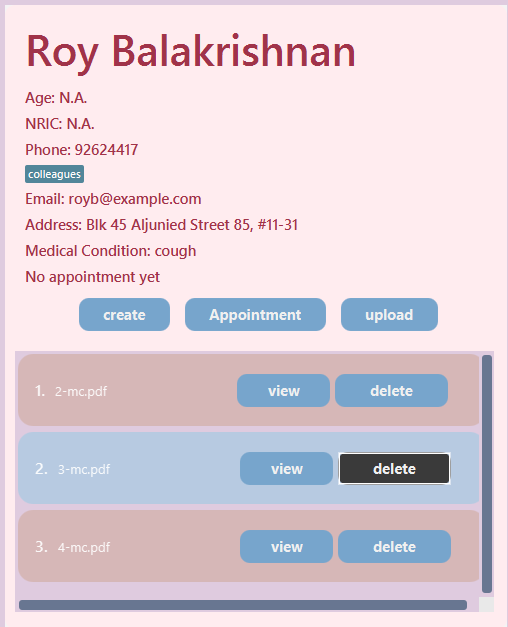 Roy Balakrishnan
Age: N.A.
NRIC: N.A.
Phone: 92624417
colleagues
Email: royb@example.com
Address: Blk 45 Aljunied Street 85, #11-31
Medical Condition: cough
No appointment yet
create Appointment upload
1. 2-mc.pdf view delete
2. 3-mc.pdf view delete
3. 4-mc.pdf view delete